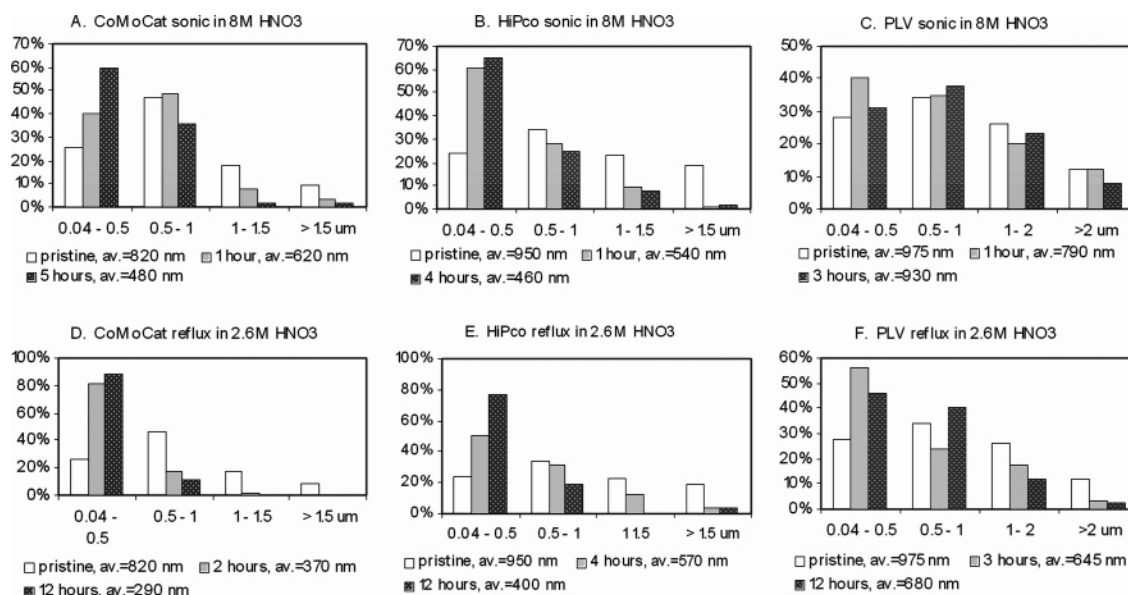 A. CoMoCat sonic in 8M HNO3
70%
60%
50%
40%
30%
20%
10%
0%
0.04 - 0.5 0.5 - 1 1 - 1.5 > 1.5 um
pristine, av.=820 nm 1hour, av.=620 nm
5 hours, av.=480 nm
B. HiPco sonic in 8M HNO3
70%
60%
50%
40%
30%
20%
10%
0%
0.04 - 0.5 0.5 - 1 1 - 1.5 > 1.5 um
pristine, av.=950 nm 1hour, av.=540 nm
4 hours, av.=460 nm
C. PLV sonic in 8M HNO3
50%
40%
30%
20%
10%
0%
0.04 - 0.5 0.5 - 1 1 - 2 >2 um
pristine, av.=975 nm 1hour, av.=790 nm
3 hours, av.=930 nm
D. CoMoCat reflux in 2.6M HNO3
100%
80%
60%
40%
20%
0%
0.04 - 0.5 - 1 1 - 1.5 > 1.5 um
0.5
pristine, av.=820 nm 2 hours, av.=370 nm
12 hours, av.=290 nm
E. HiPco reflux in 2.6M HNO3
100%
80%
60%
40%
20%
0%
0.04 - 0.5 0.5 - 1 1 1.5 > 1.5 um
pristine, av.=950 nm 4 hours, av.=570 nm
12 hours, av.=400 nm
F. PLV reflux in 2.6M HNO3
60%
50%
40%
30%
20%
10%
0%
0.04 - 0.5 0.5 - 1 1 - 2 >2 um
pristine, av.=975 nm 3 hours, av.=645 nm
12 hours, av.=680 nm